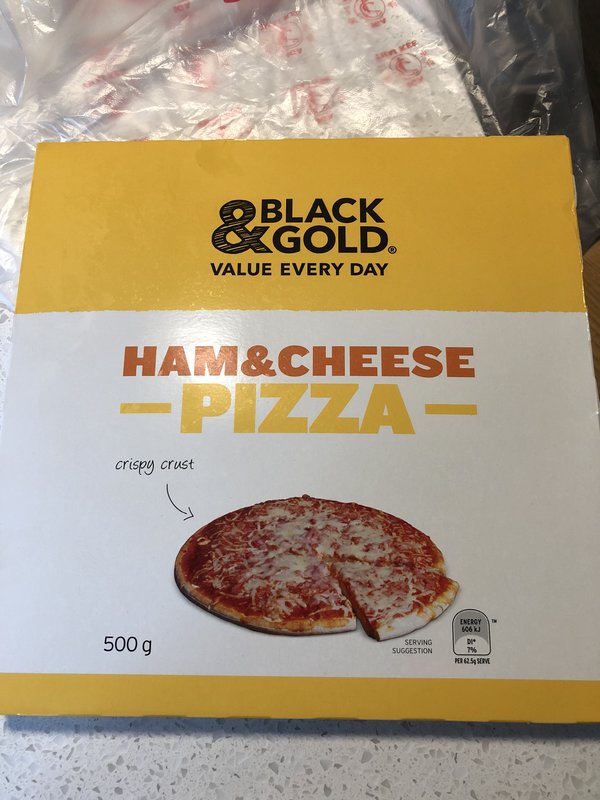 &BLACK
&GOLD®
VALUE EVERY DAY
HAM&CHEESE
PIZZA
crispy crust
500 g
SERVING
SUGGESTION
ENERGY
606 kJ
DI*
7%
PER 62.5g SERVE
TM